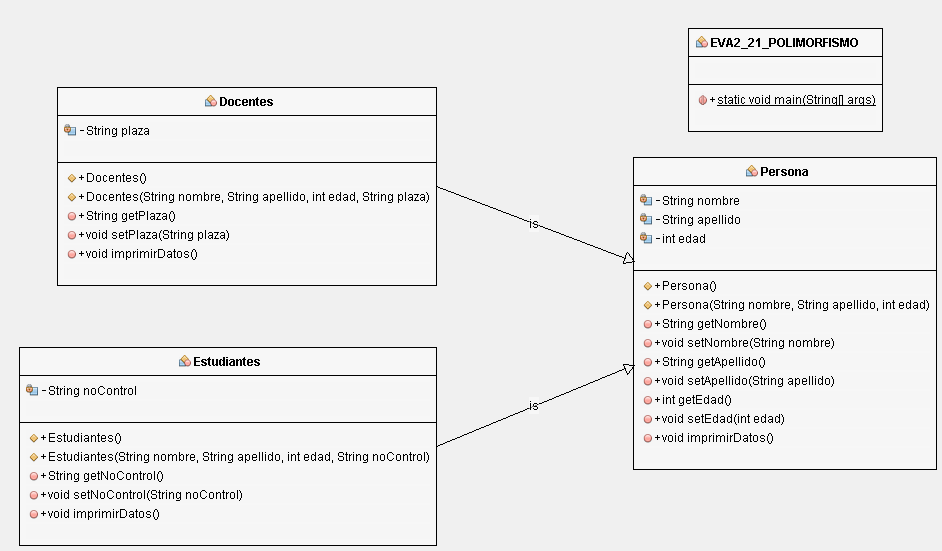 EVA2_21_POLIMORFISMO
+ static void main(String[] args)
Docentes
- String plaza
+ Docentes()
+ Docentes(String nombre, String apellido, int edad, String plaza)
+ String getPlaza()
+ void setPlaza(String plaza)
+ void imprimirDatos()
is
Persona
- String nombre
- String apellido
- int edad
+ Persona()
+ Persona(String nombre, String apellido, int edad)
+ String getNombre()
+ void setNombre(String nombre)
+ String getApellido()
+ void setApellido(String apellido)
+ int getEdad()
+ void setEdad(int edad)
+ void imprimirDatos()
Estudiantes
- String noControl
+ Estudiantes()
+ Estudiantes(String nombre, String apellido, int edad, String noControl)
+ String getNoControl()
+ void setNoControl(String noControl)
+ void imprimirDatos()
is